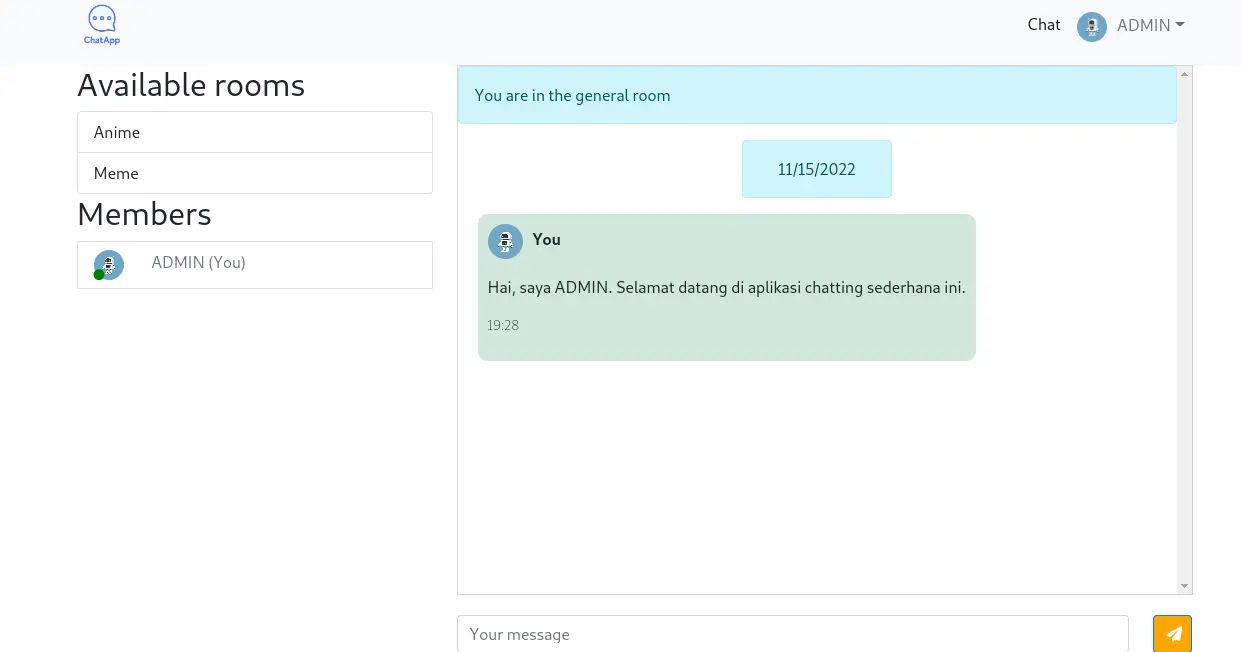 ChatApp
Chat
ADMIN
Available rooms
Anime
Meme
Members
ADMIN (You)
You are in the general room
11/15/2022
You
Hai, saya ADMIN. Selamat datang di aplikasi chatting sederhana ini.
19:28
Your message